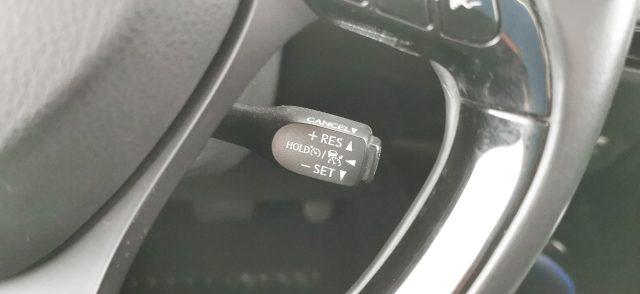 CANCEL▼
+ RES ▲
HOLD / ◄
– SET ▼